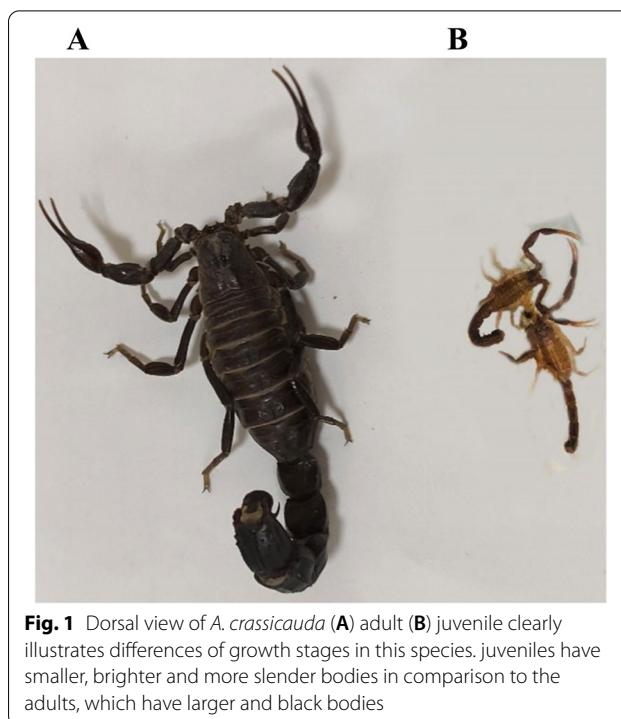 A B
Fig. 1 Dorsal view of A. crassicauda (A) adult (B) juvenile clearly
illustrates differences of growth stages in this species. juveniles have
smaller, brighter and more slender bodies in comparison to the
adults, which have larger and black bodies